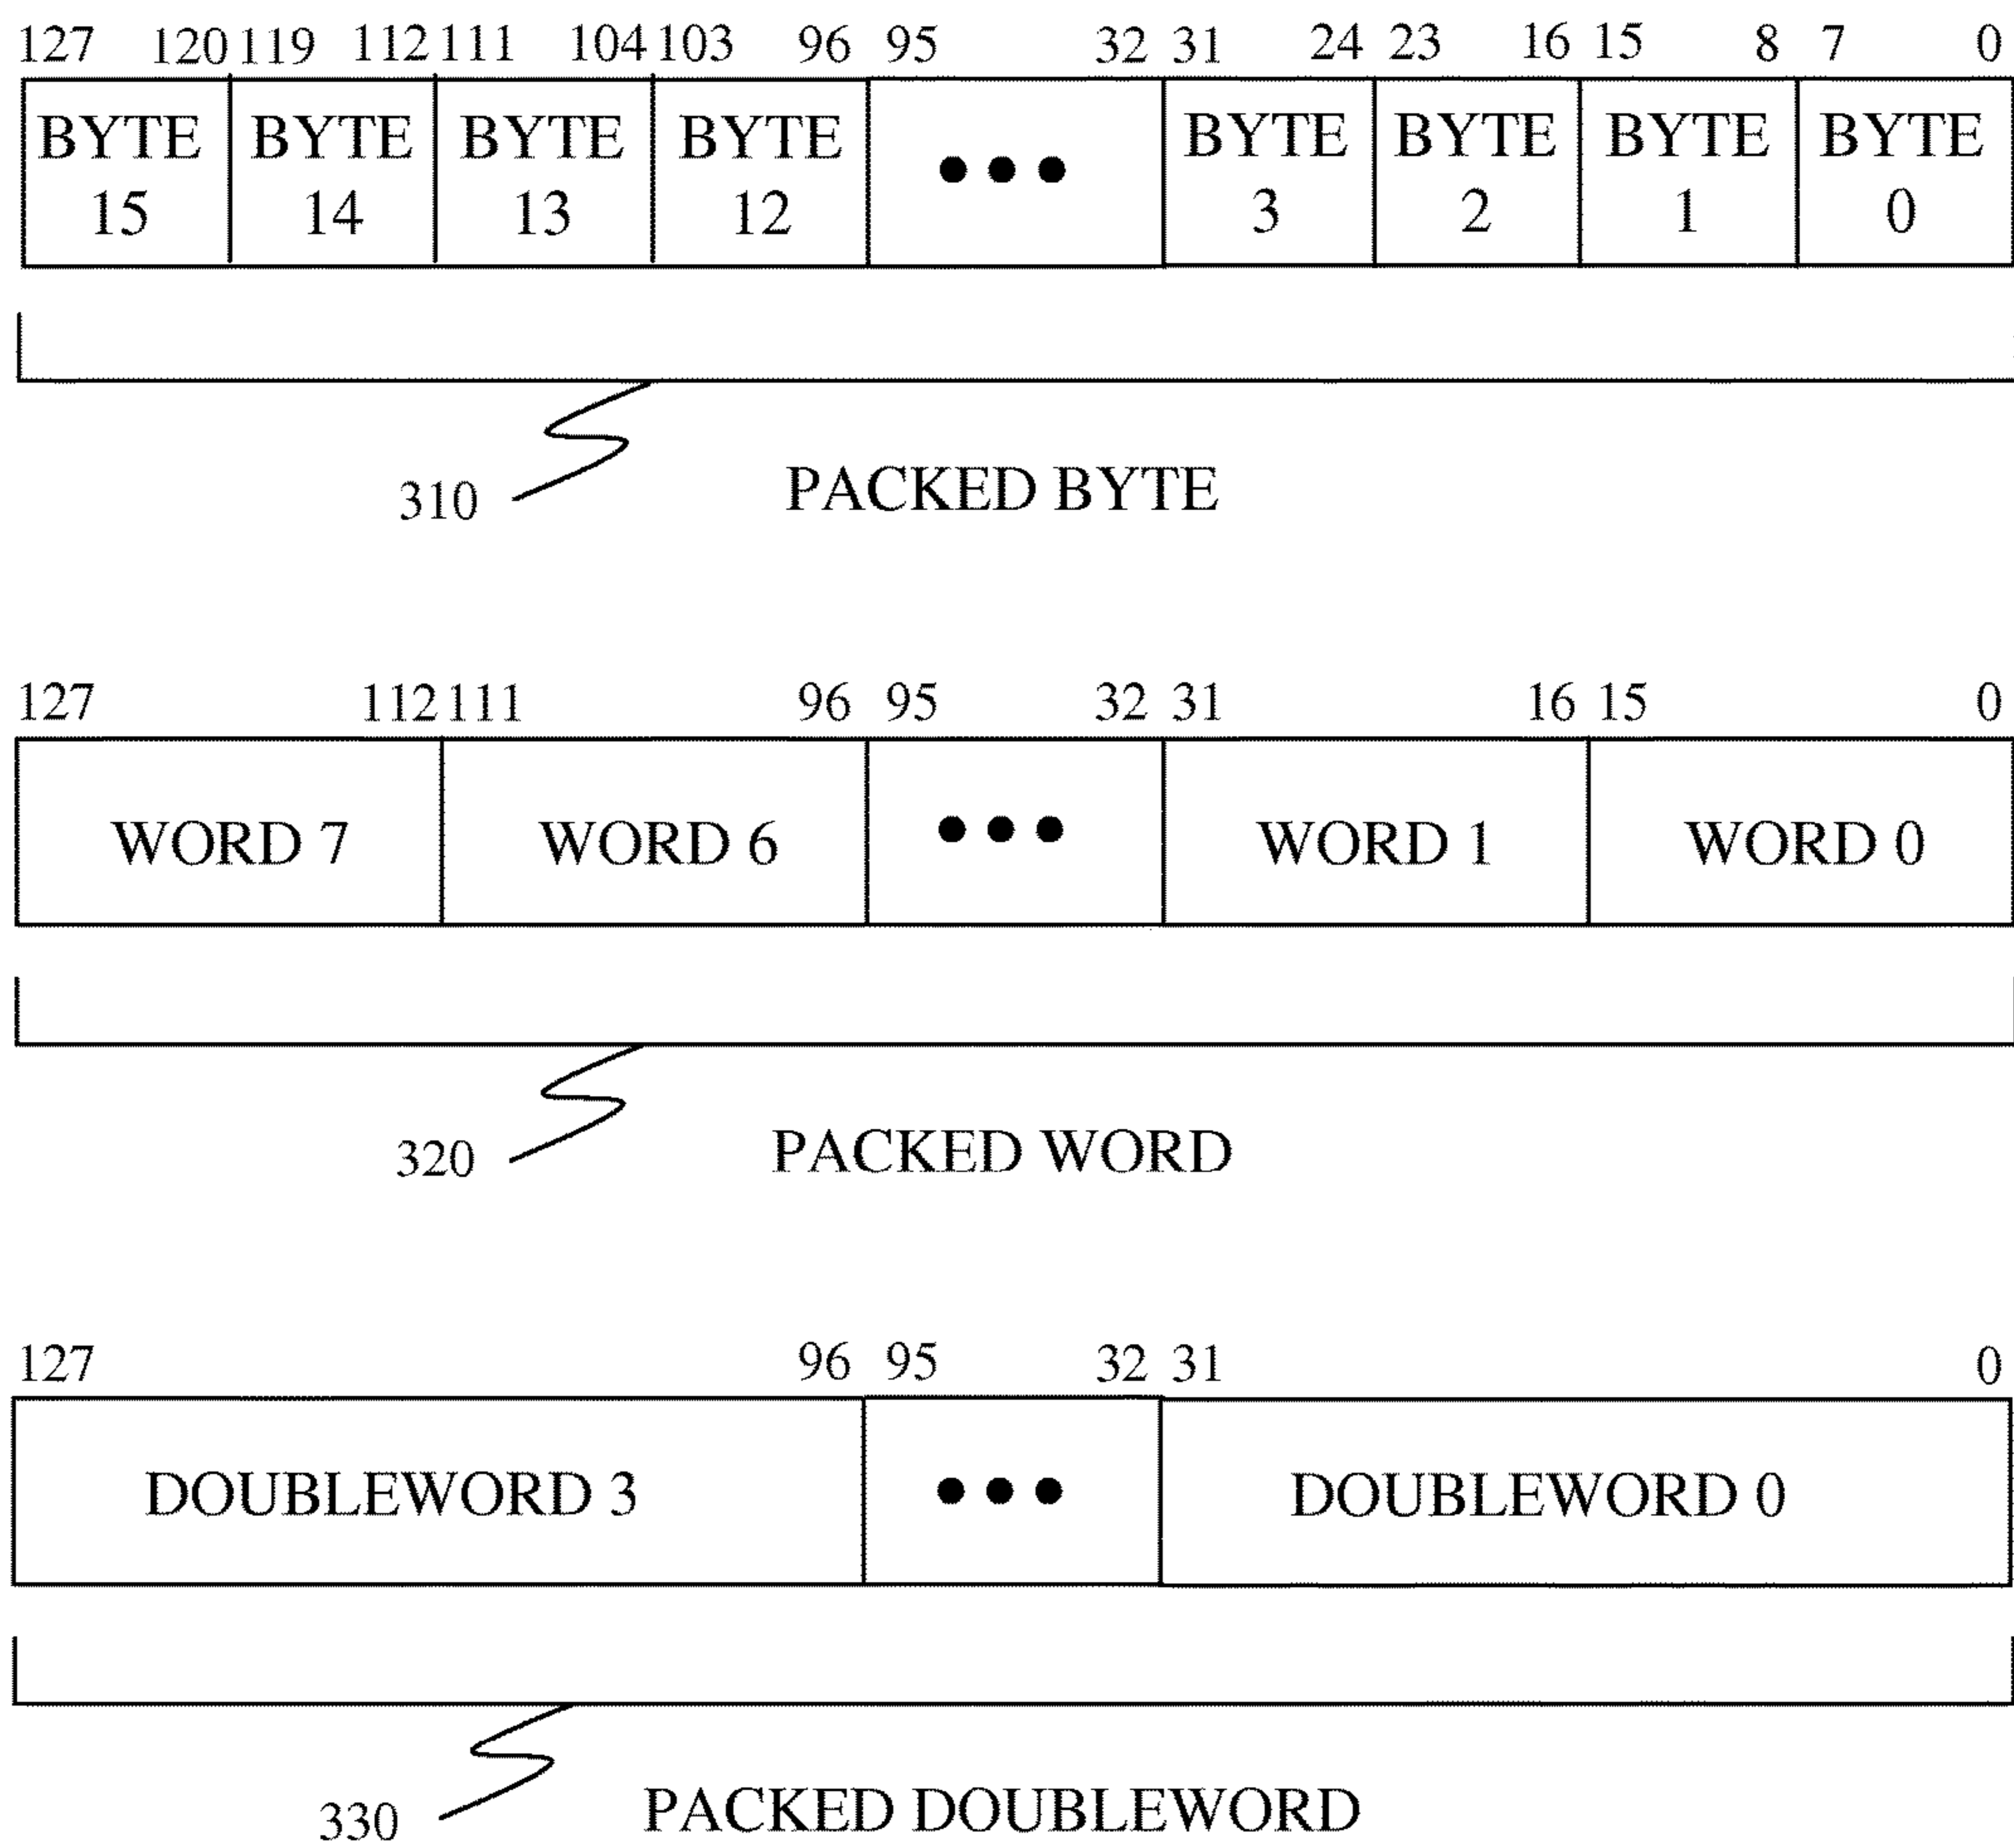 127 120 119 112 111 104 103 96 95 32 31 24 23 16 15 8 7 0
BYTE BYTE BYTE BYTE ●●● BYTE BYTE BYTE BYTE
15 14 13 12 3 2 1 0
310 PACKED BYTE
127 112 111 96 95 32 31 16 15 0
WORD 7 WORD 6 ●●● WORD 1 WORD 0
320 PACKED WORD
127 96 95 32 31 0
DOUBLEWORD 3 ●●● DOUBLEWORD 0
330 PACKED DOUBLEWORD